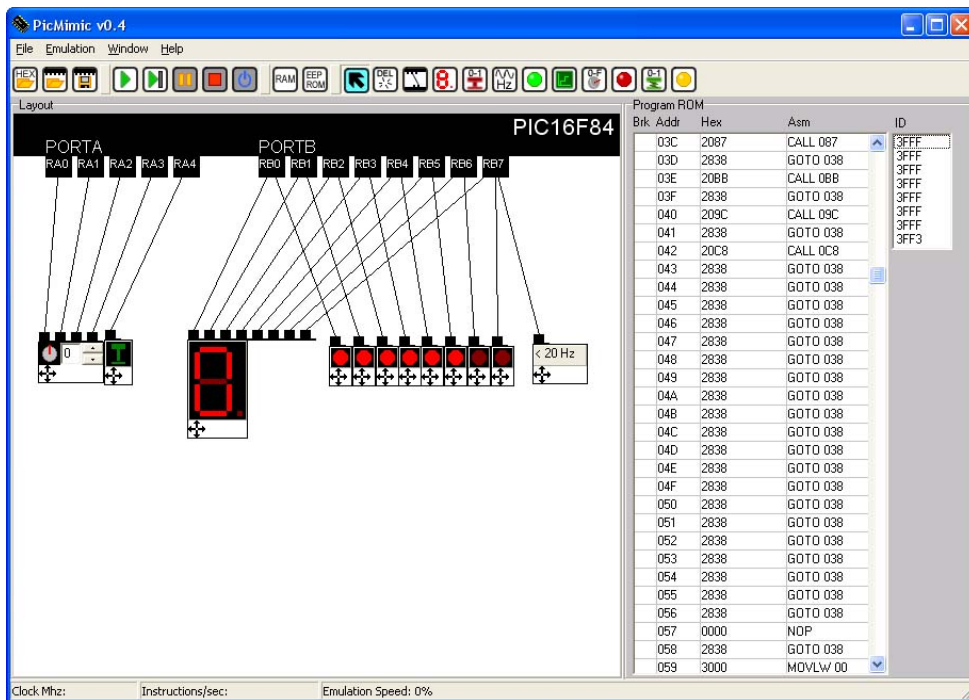 PicMimic v0.4
File Emulation Window Help
HEX RAM EEP ROM DEL 8. 0-1 Hz 0-F 0-1
Layout
PIC16F84
PORTA PORTB
RA0 RA1 RA2 RA3 RA4 RB0 RB1 RB2 RB3 RB4 RB5 RB6 RB7
0
< 20 Hz
Program ROM
Brk Addr Hex Asm
03C 2087 CALL 087
03D 2838 GOTO 038
03E 20BB CALL 0BB
03F 2838 GOTO 038
040 209C CALL 09C
041 2838 GOTO 038
042 20C8 CALL 0C8
043 2838 GOTO 038
044 2838 GOTO 038
045 2838 GOTO 038
046 2838 GOTO 038
047 2838 GOTO 038
048 2838 GOTO 038
049 2838 GOTO 038
04A 2838 GOTO 038
04B 2838 GOTO 038
04C 2838 GOTO 038
04D 2838 GOTO 038
04E 2838 GOTO 038
04F 2838 GOTO 038
050 2838 GOTO 038
051 2838 GOTO 038
052 2838 GOTO 038
053 2838 GOTO 038
054 2838 GOTO 038
055 2838 GOTO 038
056 2838 GOTO 038
057 0000 NOP
058 2838 GOTO 038
059 3000 MOVLW 00
ID
3FFF
3FFF
3FFF
3FFF
3FFF
3FFF
3FFF
3FF3
Clock Mhz: Instructions/sec: Emulation Speed: 0%